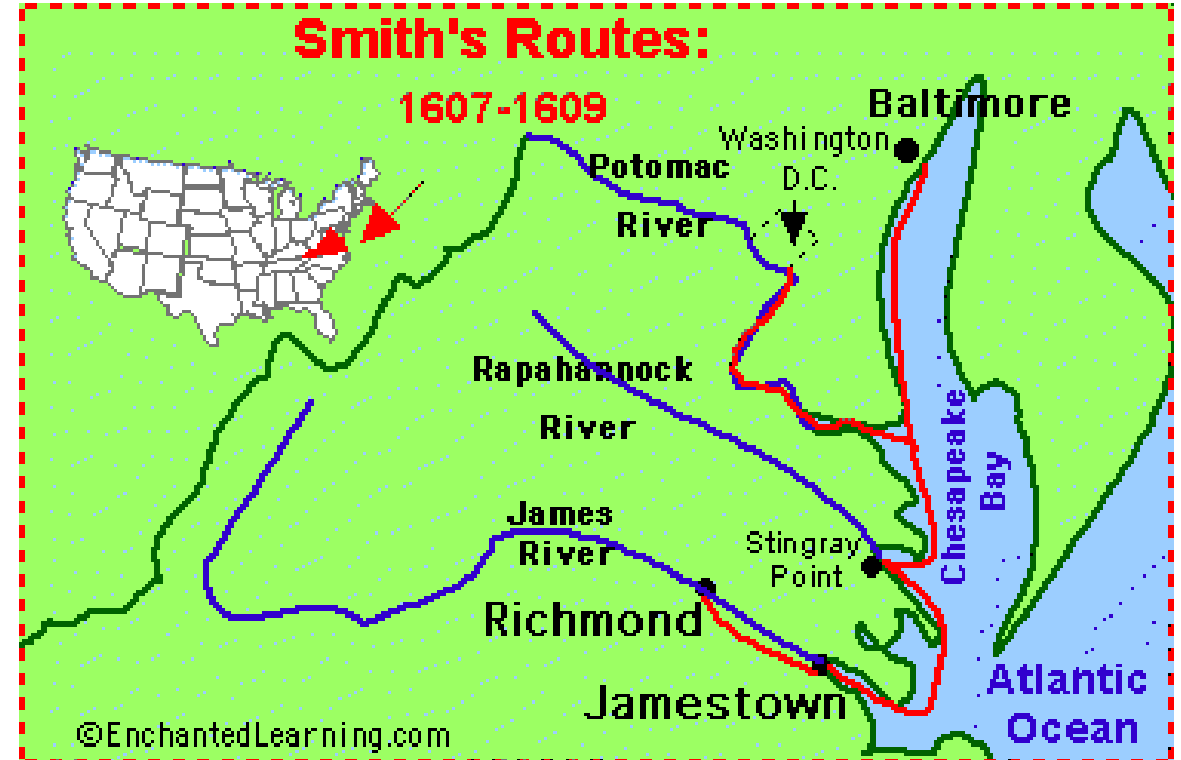 Smith's Routes:
1607-1609
Baltimore
Washington
D.C.
Potomac
River
Rapahannock
River
Chesapeake
Bay
James
River
Stingray
Point
Richmond
Jamestown
Atlantic
Ocean
©EnchantedLearning.com